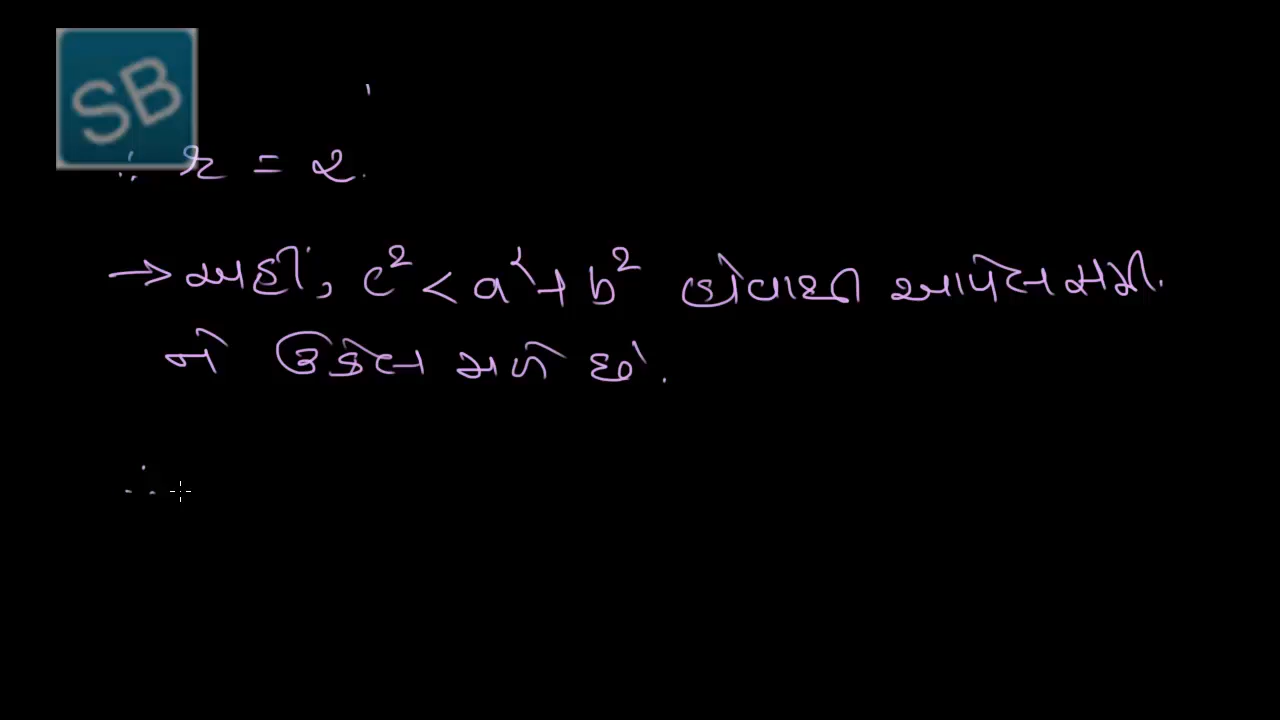 SB
∴ r = 2.
→ અહીં, c² < a² + b² હોવાથી આપેલ સમી.
નો ઉકેલ મળે છે.
∴